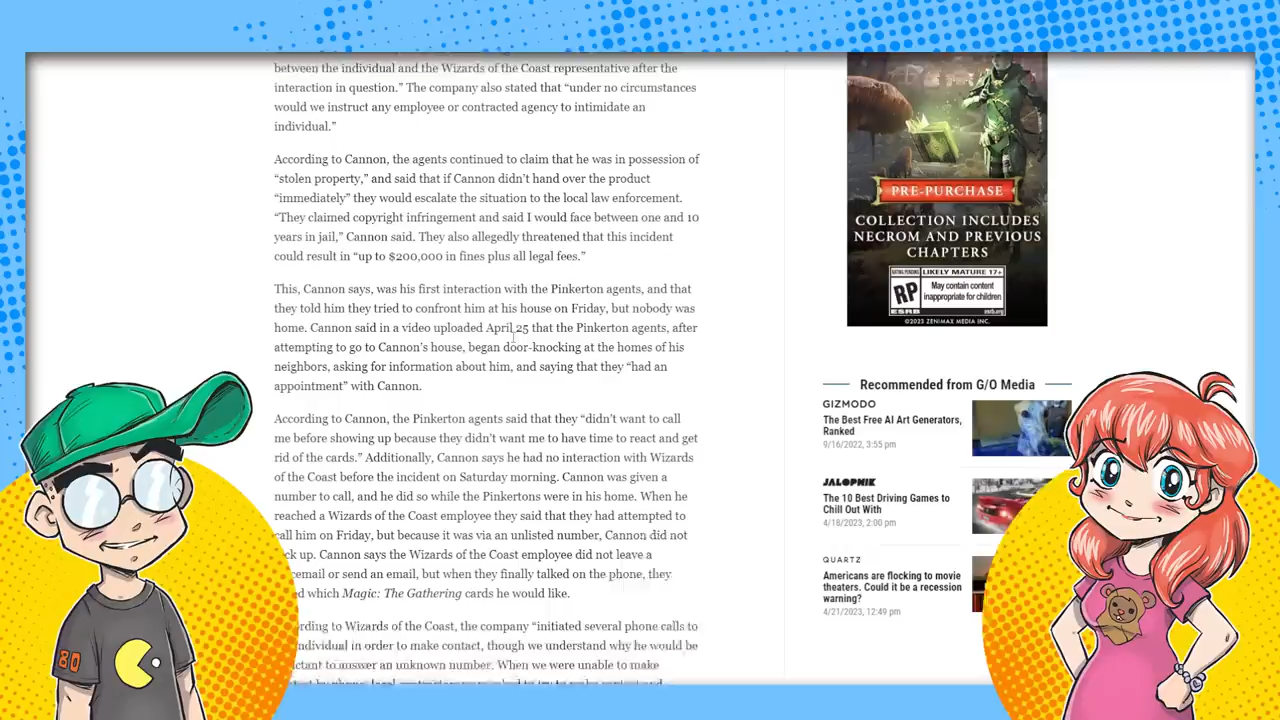 between the individual and the Wizards of the Coast representative after the
interaction in question.” The company also stated that “under no circumstances
would we instruct any employee or contracted agency to intimidate an
individual.”
According to Cannon, the agents continued to claim that he was in possession of
“stolen property,” and said that if Cannon didn’t hand over the product
“immediately” they would escalate the situation to the local law enforcement.
“They claimed copyright infringement and said I would face between one and 10
years in jail,” Cannon said. They also allegedly threatened that this incident
could result in “up to $200,000 in fines plus all legal fees.”
This, Cannon says, was his first interaction with the Pinkerton agents, and that
they told him they tried to confront him at his house on Friday, but nobody was
home. Cannon said in a video uploaded April 25 that the Pinkerton agents, after
attempting to go to Cannon’s house, began door-knocking at the homes of his
neighbors, asking for information about him, and saying that they “had an
appointment” with Cannon.
According to Cannon, the Pinkerton agents said that they “didn’t want to call
me before showing up because they didn’t want me to have time to react and get
rid of the cards.” Additionally, Cannon says he had no interaction with Wizards
of the Coast before the incident on Saturday morning. Cannon was given a
number to call, and he did so while the Pinkertons were in his home. When he
reached a Wizards of the Coast employee they said that they had attempted to
call him on Friday, but because it was via an unlisted number, Cannon did not
ck up. Cannon says the Wizards of the Coast employee did not leave a
cemail or send an email, but when they finally talked on the phone, they
ed which Magic: The Gathering cards he would like.
ording to Wizards of the Coast, the company “initiated several phone calls to
individual in order to make contact, though we understand why he would be
ctant to answer an unknown number. When we were unable to make
PRE-PURCHASE
COLLECTION INCLUDES
NECROM AND PREVIOUS
CHAPTERS
RATING PENDING
LIKELY MATURE 17+
RP
May contain content
inappropriate for children
ESRB
esrb.org
©2023 ZENIMAX MEDIA INC.
Recommended from G/O Media
GIZMODO
The Best Free AI Art Generators,
Ranked
9/16/2022, 3:55 pm
JALOPNIK
The 10 Best Driving Games to
Chill Out With
4/18/2023, 2:00 pm
QUARTZ
Americans are flocking to movie
theaters. Could it be a recession
warning?
4/21/2023, 12:49 pm
80